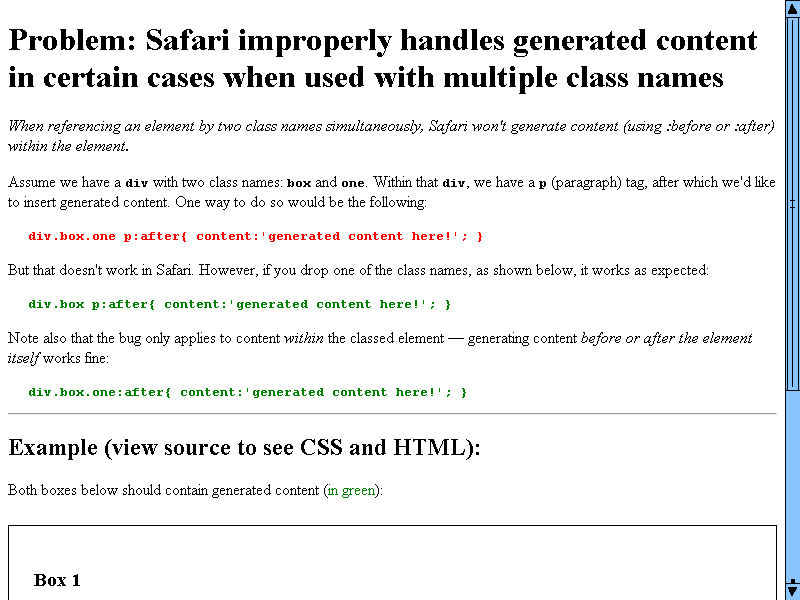 Problem: Safari improperly handles generated content
in certain cases when used with multiple class names
When referencing an element by two class names simultaneously, Safari won't generate content (using :before or :after)
within the element.
Assume we have a div with two class names: box and one. Within that div, we have a p (paragraph) tag, after which we'd like
to insert generated content. One way to do so would be the following:
div.box.one p:after{ content:'generated content here!'; }
But that doesn't work in Safari. However, if you drop one of the class names, as shown below, it works as expected:
div.box p:after{ content:'generated content here!'; }
Note also that the bug only applies to content within the classed element — generating content before or after the element
itself works fine:
div.box.one:after{ content:'generated content here!'; }
Example (view source to see CSS and HTML):
Both boxes below should contain generated content (in green):
Box 1